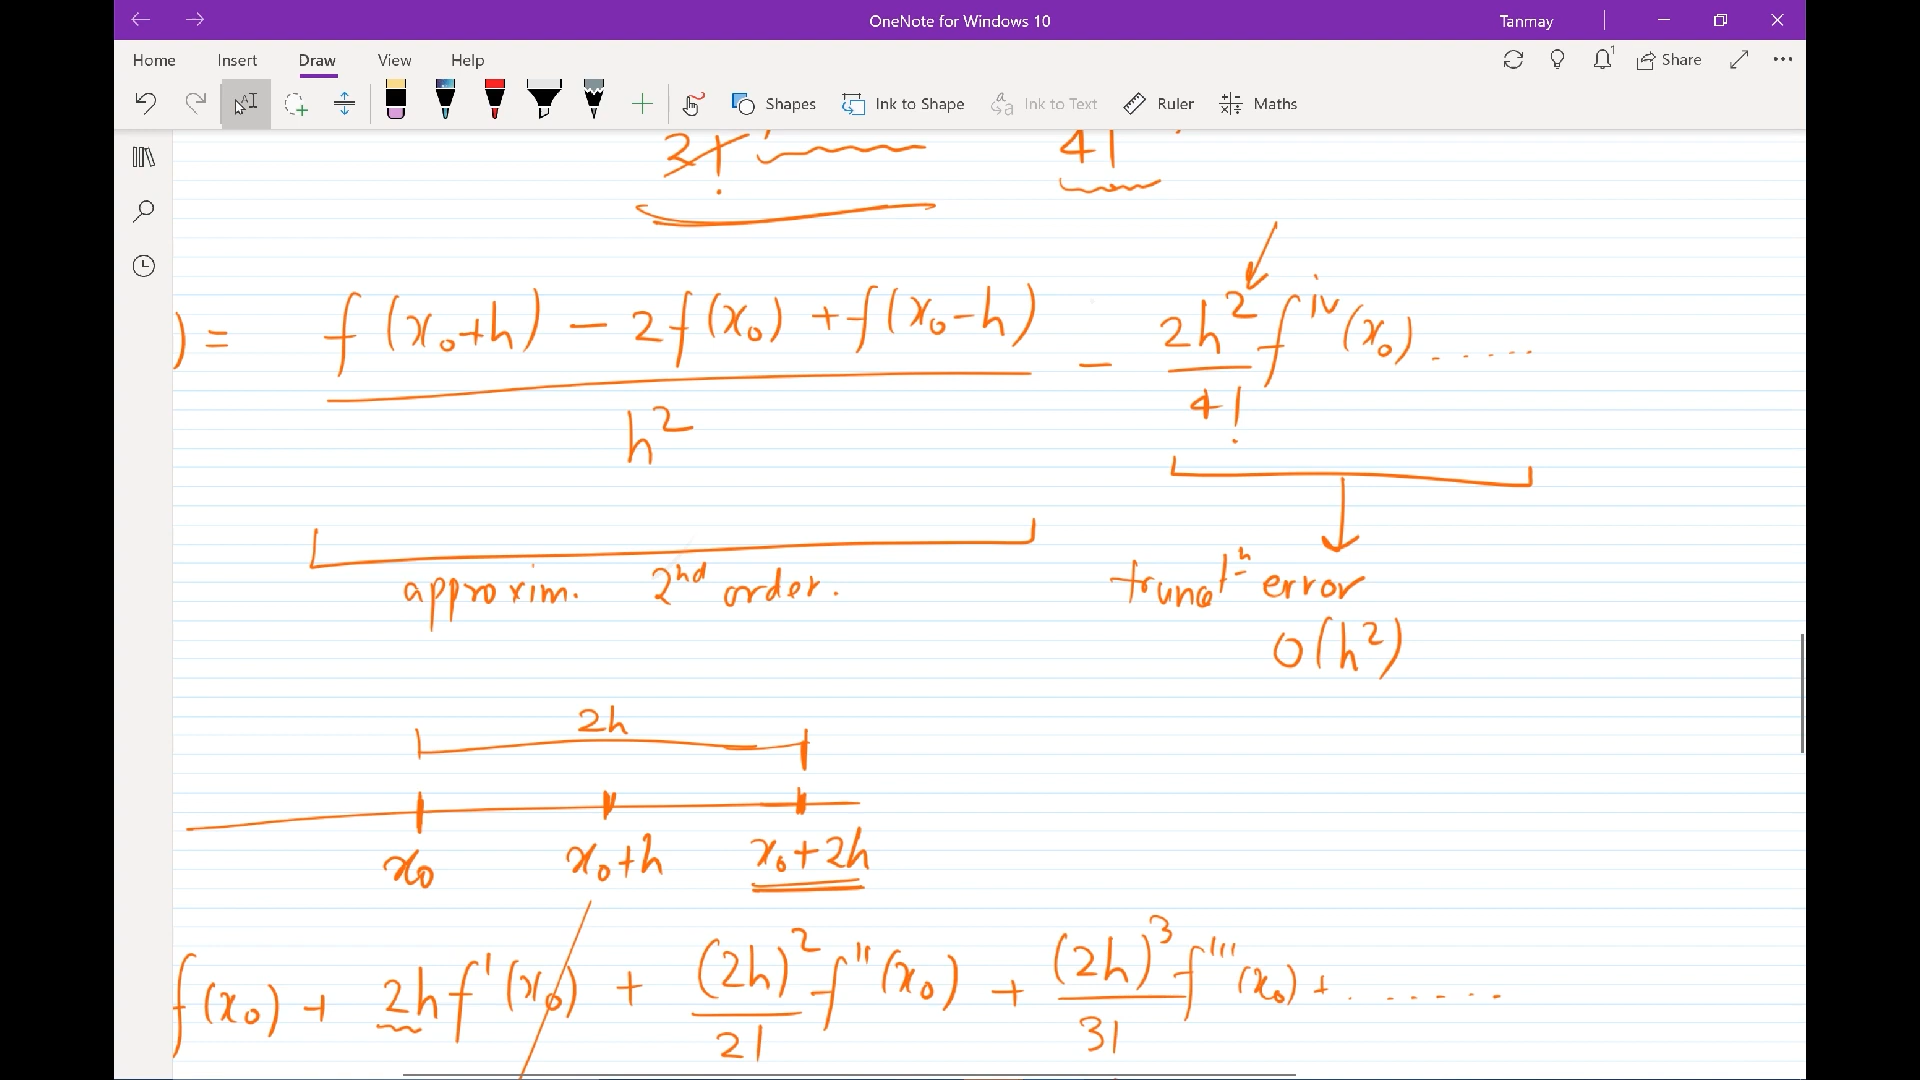 OneNote for Windows 10
Tanmay
Home Insert Draw View Help
Share
Shapes Ink to Shape Ink to Text Ruler Maths
3! 4!
) = f(x₀+h) − 2f(x₀) + f(x₀−h) − 2h² fⁱᵛ(x₀) ......
h² 4!
approxim. 2nd order.
truncatⁿ error
O(h²)
2h
x₀ x₀+h x₀+2h
f(x₀) + 2hf'(x₀) + (2h)² f''(x₀) + (2h)³ f'''(x₀) + ......
2! 3!